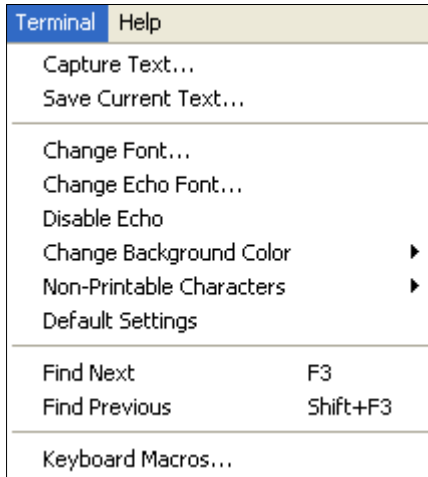 Terminal Help
Capture Text...
Save Current Text...
Change Font...
Change Echo Font...
Disable Echo
Change Background Color
Non-Printable Characters
Default Settings
Find Next F3
Find Previous Shift+F3
Keyboard Macros...